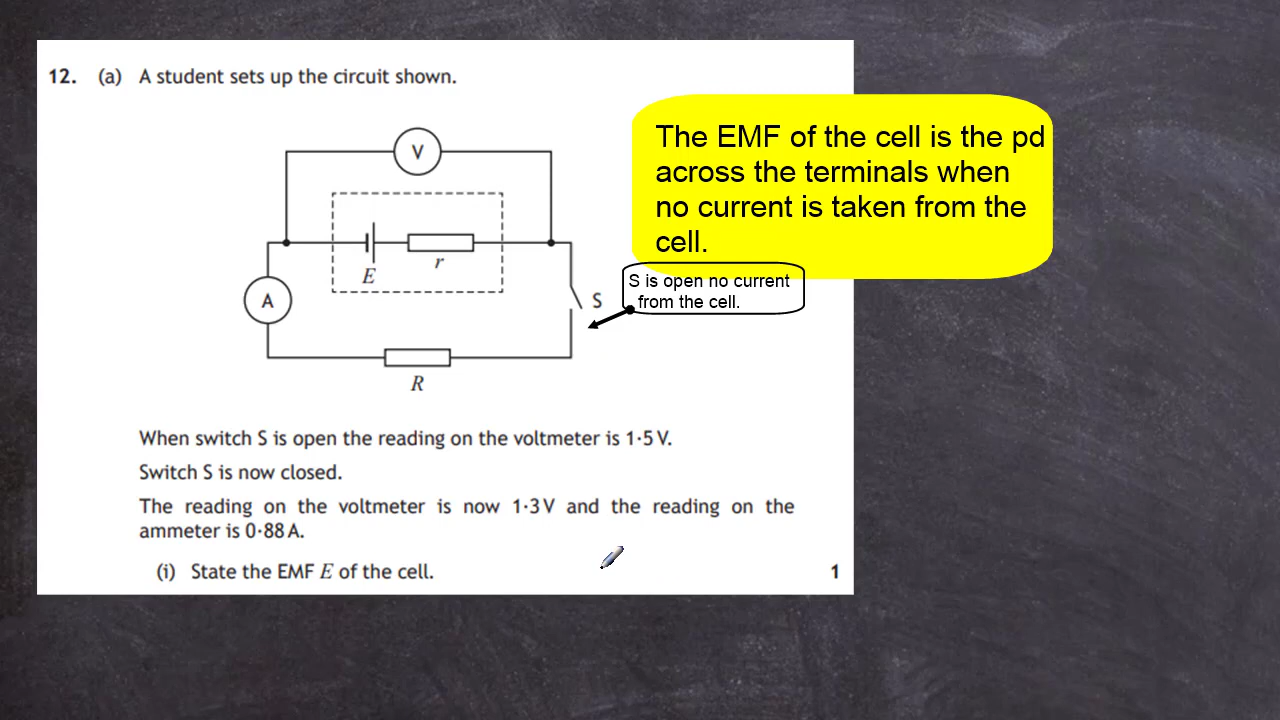 12. (a) A student sets up the circuit shown.
V
The EMF of the cell is the pd
across the terminals when
no current is taken from the
cell.
E
r
S is open no current
from the cell.
A
S
R
When switch S is open the reading on the voltmeter is 1·5 V.
Switch S is now closed.
The reading on the voltmeter is now 1·3 V and the reading on the
ammeter is 0·88 A.
(i) State the EMF E of the cell. 1